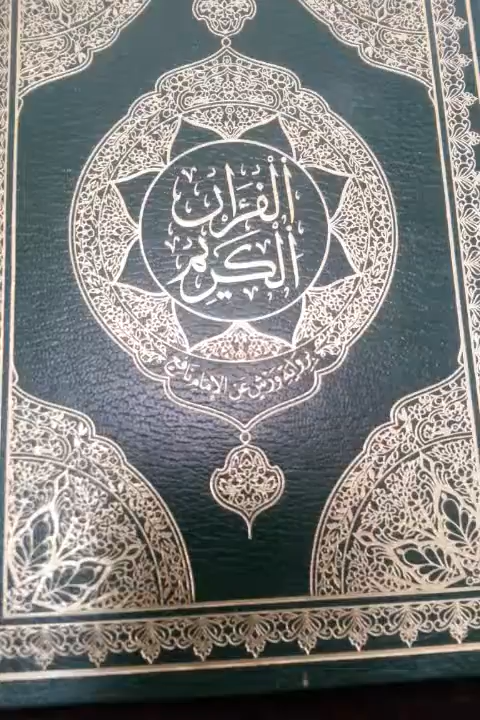 القرآن
الكريم
برواية ورش عن الإمام نافع